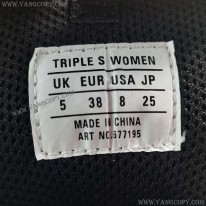 WWW.YANGCOPY.COM
WWW.YANGCOPY.COM
TRIPLE S WOMEN
UK EUR USA JP
5 38 8 25
MADE IN CHINA
ART NO:677195